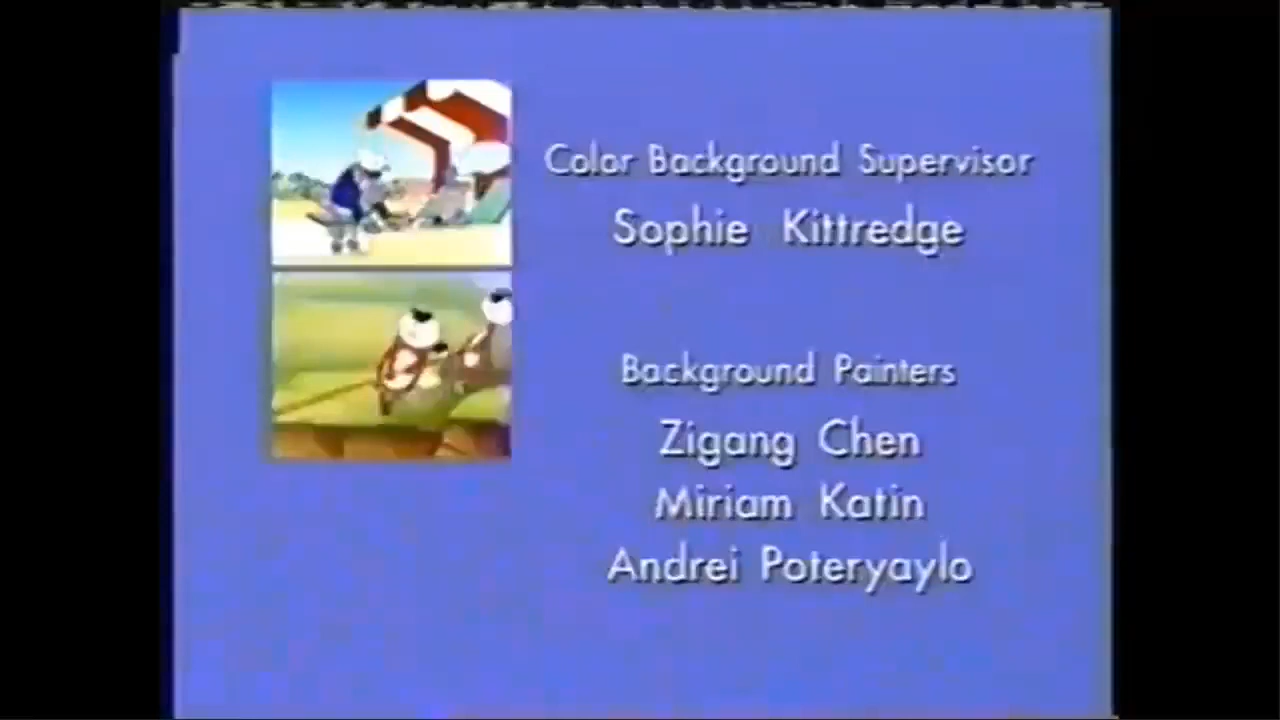 Color Background Supervisor
Sophie Kittredge
Background Painters
Zigang Chen
Miriam Katin
Andrei Poteryaylo